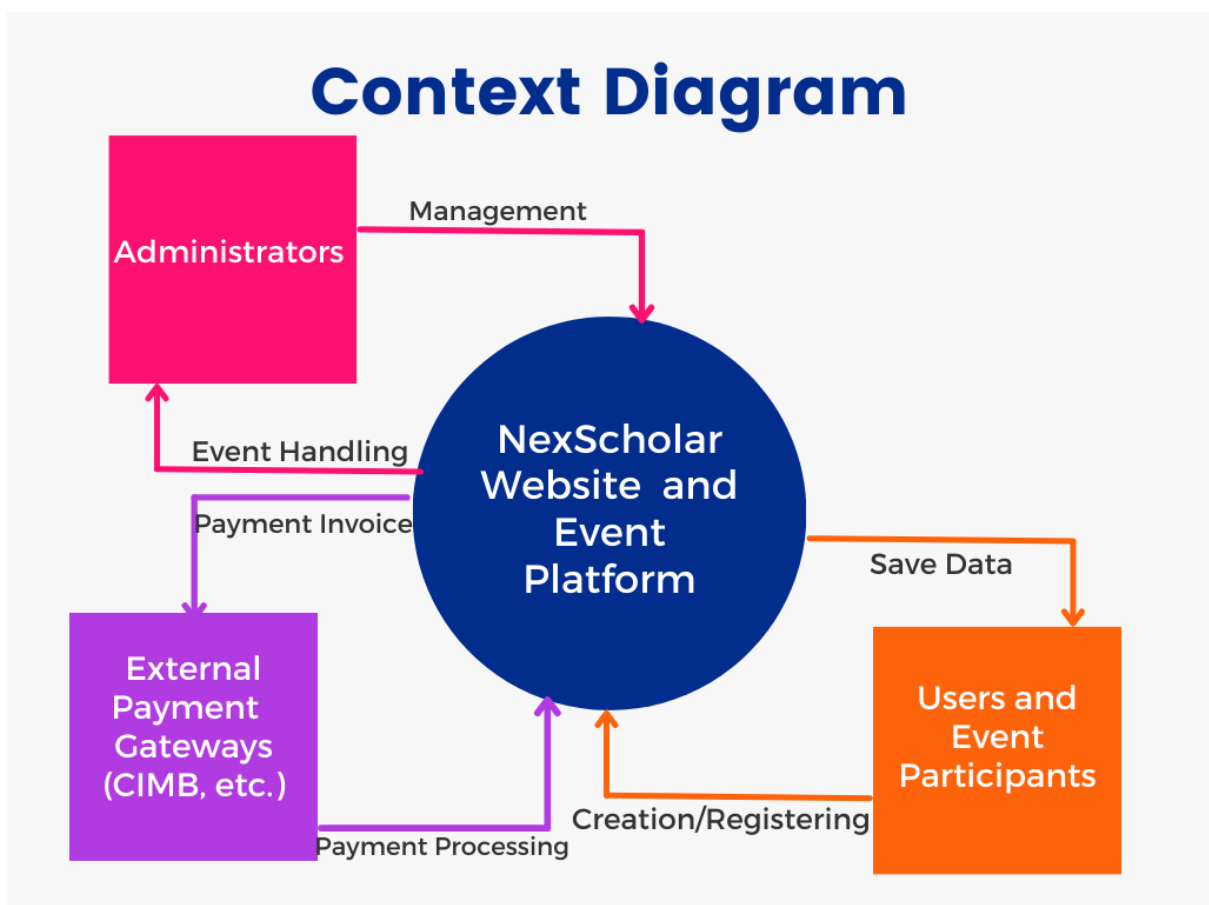 Context Diagram
Management
Administrators
Event Handling
Payment Invoice
NexScholar
Website and
Event
Platform
Save Data
External
Payment
Gateways
(CIMB, etc.)
Users and
Event
Participants
Creation/Registering
Payment Processing